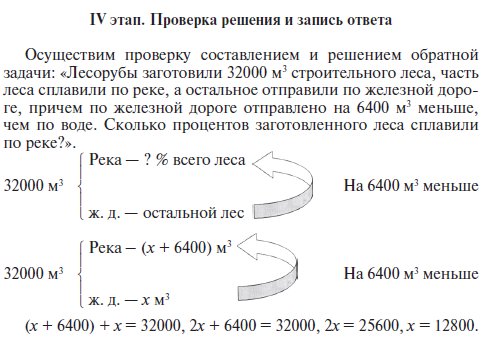 IV этап. Проверка решения и запись ответа
Осуществим проверку составлением и решением обратной
задачи: «Лесорубы заготовили 32000 м³ строительного леса, часть
леса сплавили по реке, а остальное отправили по железной доро-
ге, причем по железной дороге отправлено на 6400 м³ меньше,
чем по воде. Сколько процентов заготовленного леса сплавили
по реке?».
Река — ? % всего леса
32000 м³ На 6400 м³ меньше
ж. д. — остальной лес
Река — (x + 6400) м³
32000 м³ На 6400 м³ меньше
ж. д. — x м³
(x + 6400) + x = 32000, 2x + 6400 = 32000, 2x = 25600, x = 12800.